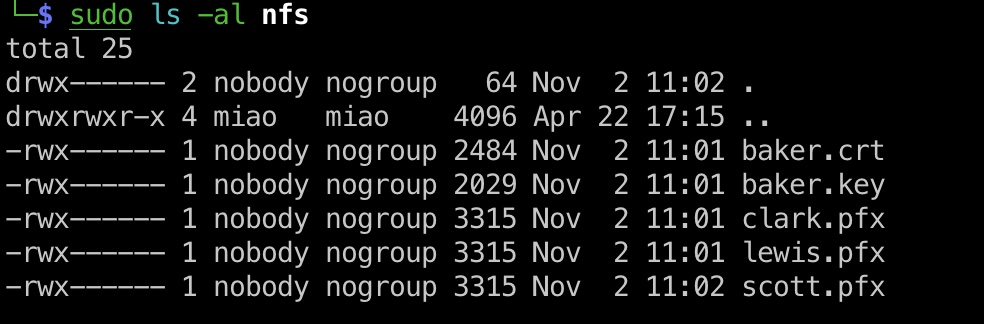 └─$ sudo ls -al nfs
total 25
drwx------ 2 nobody nogroup   64 Nov  2 11:02 .
drwxrwxr-x 4 miao   miao    4096 Apr 22 17:15 ..
-rwx------ 1 nobody nogroup 2484 Nov  2 11:01 baker.crt
-rwx------ 1 nobody nogroup 2029 Nov  2 11:01 baker.key
-rwx------ 1 nobody nogroup 3315 Nov  2 11:01 clark.pfx
-rwx------ 1 nobody nogroup 3315 Nov  2 11:01 lewis.pfx
-rwx------ 1 nobody nogroup 3315 Nov  2 11:02 scott.pfx